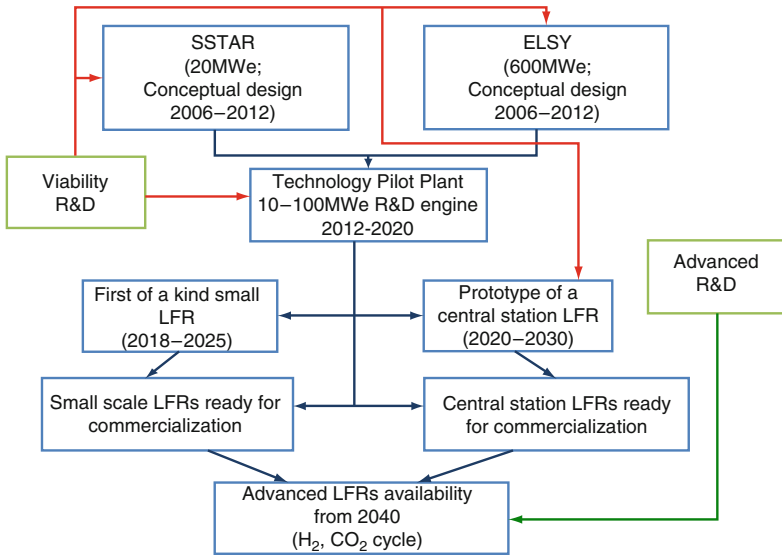 SSTAR
(20MWe;
Conceptual design
2006–2012)
ELSY
(600MWe;
Conceptual design
2006–2012)
Viability
R&D
Technology Pilot Plant
10–100MWe R&D engine
2012-2020
Advanced
R&D
First of a kind small
LFR
(2018–2025)
Prototype of a
central station LFR
(2020–2030)
Small scale LFRs ready for
commercialization
Central station LFRs ready
for commercialization
Advanced LFRs availability
from 2040
(H₂, CO₂ cycle)